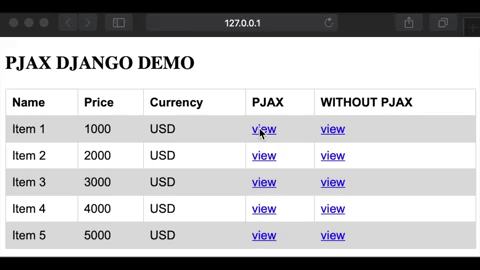 127.0.0.1
PJAX DJANGO DEMO
Name Price Currency PJAX WITHOUT PJAX
Item 1 1000 USD view view
Item 2 2000 USD view view
Item 3 3000 USD view view
Item 4 4000 USD view view
Item 5 5000 USD view view